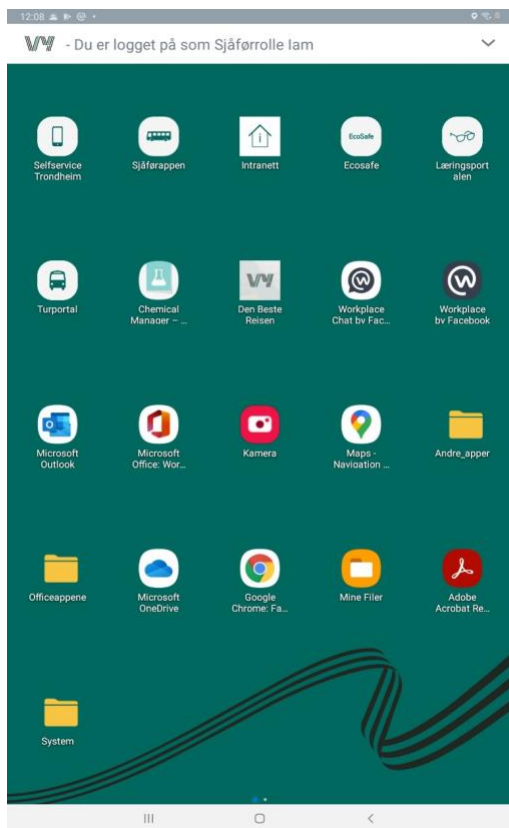 12:08
VY - Du er logget på som Sjåførrolle Iam
Selfservice
Trondheim
Sjåførappen
Intranett
EcoSafe
Ecosafe
Læringsport
alen
Turportal
Chemical
Manager – ...
VY
Den Beste
Reisen
Workplace
Chat by Fac...
Workplace
by Facebook
Microsoft
Outlook
Microsoft
Office: Wor...
Kamera
Maps -
Navigation ...
Andre_apper
Officeappene
Microsoft
OneDrive
Google
Chrome: Fa...
Mine Filer
Adobe
Acrobat Re...
System